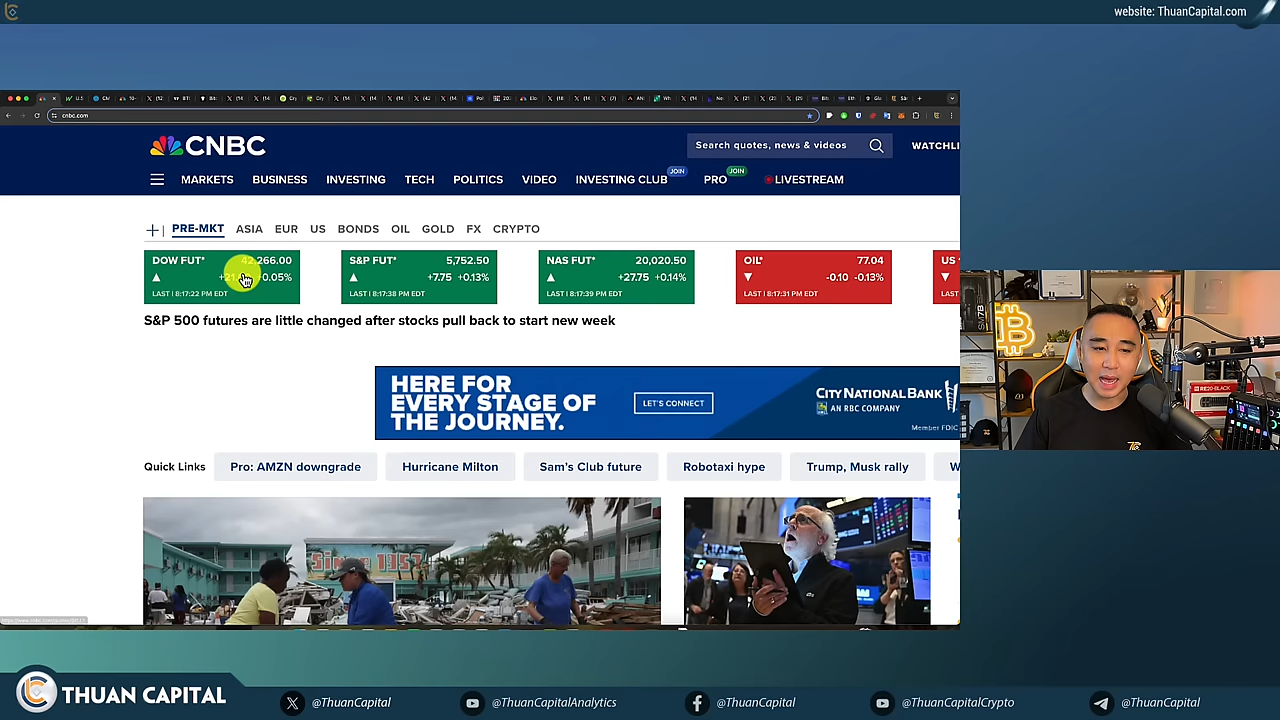 website: ThuanCapital.com
cnbc.com
CNBC
Search quotes, news & videos
WATCHLI
MARKETS BUSINESS INVESTING TECH POLITICS VIDEO INVESTING CLUB JOIN PRO JOIN LIVESTREAM
PRE-MKT ASIA EUR US BONDS OIL GOLD FX CRYPTO
DOW FUT* 42,266.00
+21. 0.05%
LAST | 8:17:22 PM EDT
S&P FUT* 5,752.50
+7.75 +0.13%
LAST | 8:17:38 PM EDT
NAS FUT* 20,020.50
+27.75 +0.14%
LAST | 8:17:39 PM EDT
OIL* 77.04
-0.10 -0.13%
LAST | 8:17:31 PM EDT
US
LAST
S&P 500 futures are little changed after stocks pull back to start new week
HERE FOR
EVERY STAGE OF
THE JOURNEY.
LET'S CONNECT
CITY NATIONAL BANK
AN RBC COMPANY
Member FDIC
Quick Links Pro: AMZN downgrade Hurricane Milton Sam's Club future Robotaxi hype Trump, Musk rally W
Since 1951
RE20-BLACK
THUAN CAPITAL
@ThuanCapital
@ThuanCapitalAnalytics
@ThuanCapital
@ThuanCapitalCrypto
@ThuanCapital